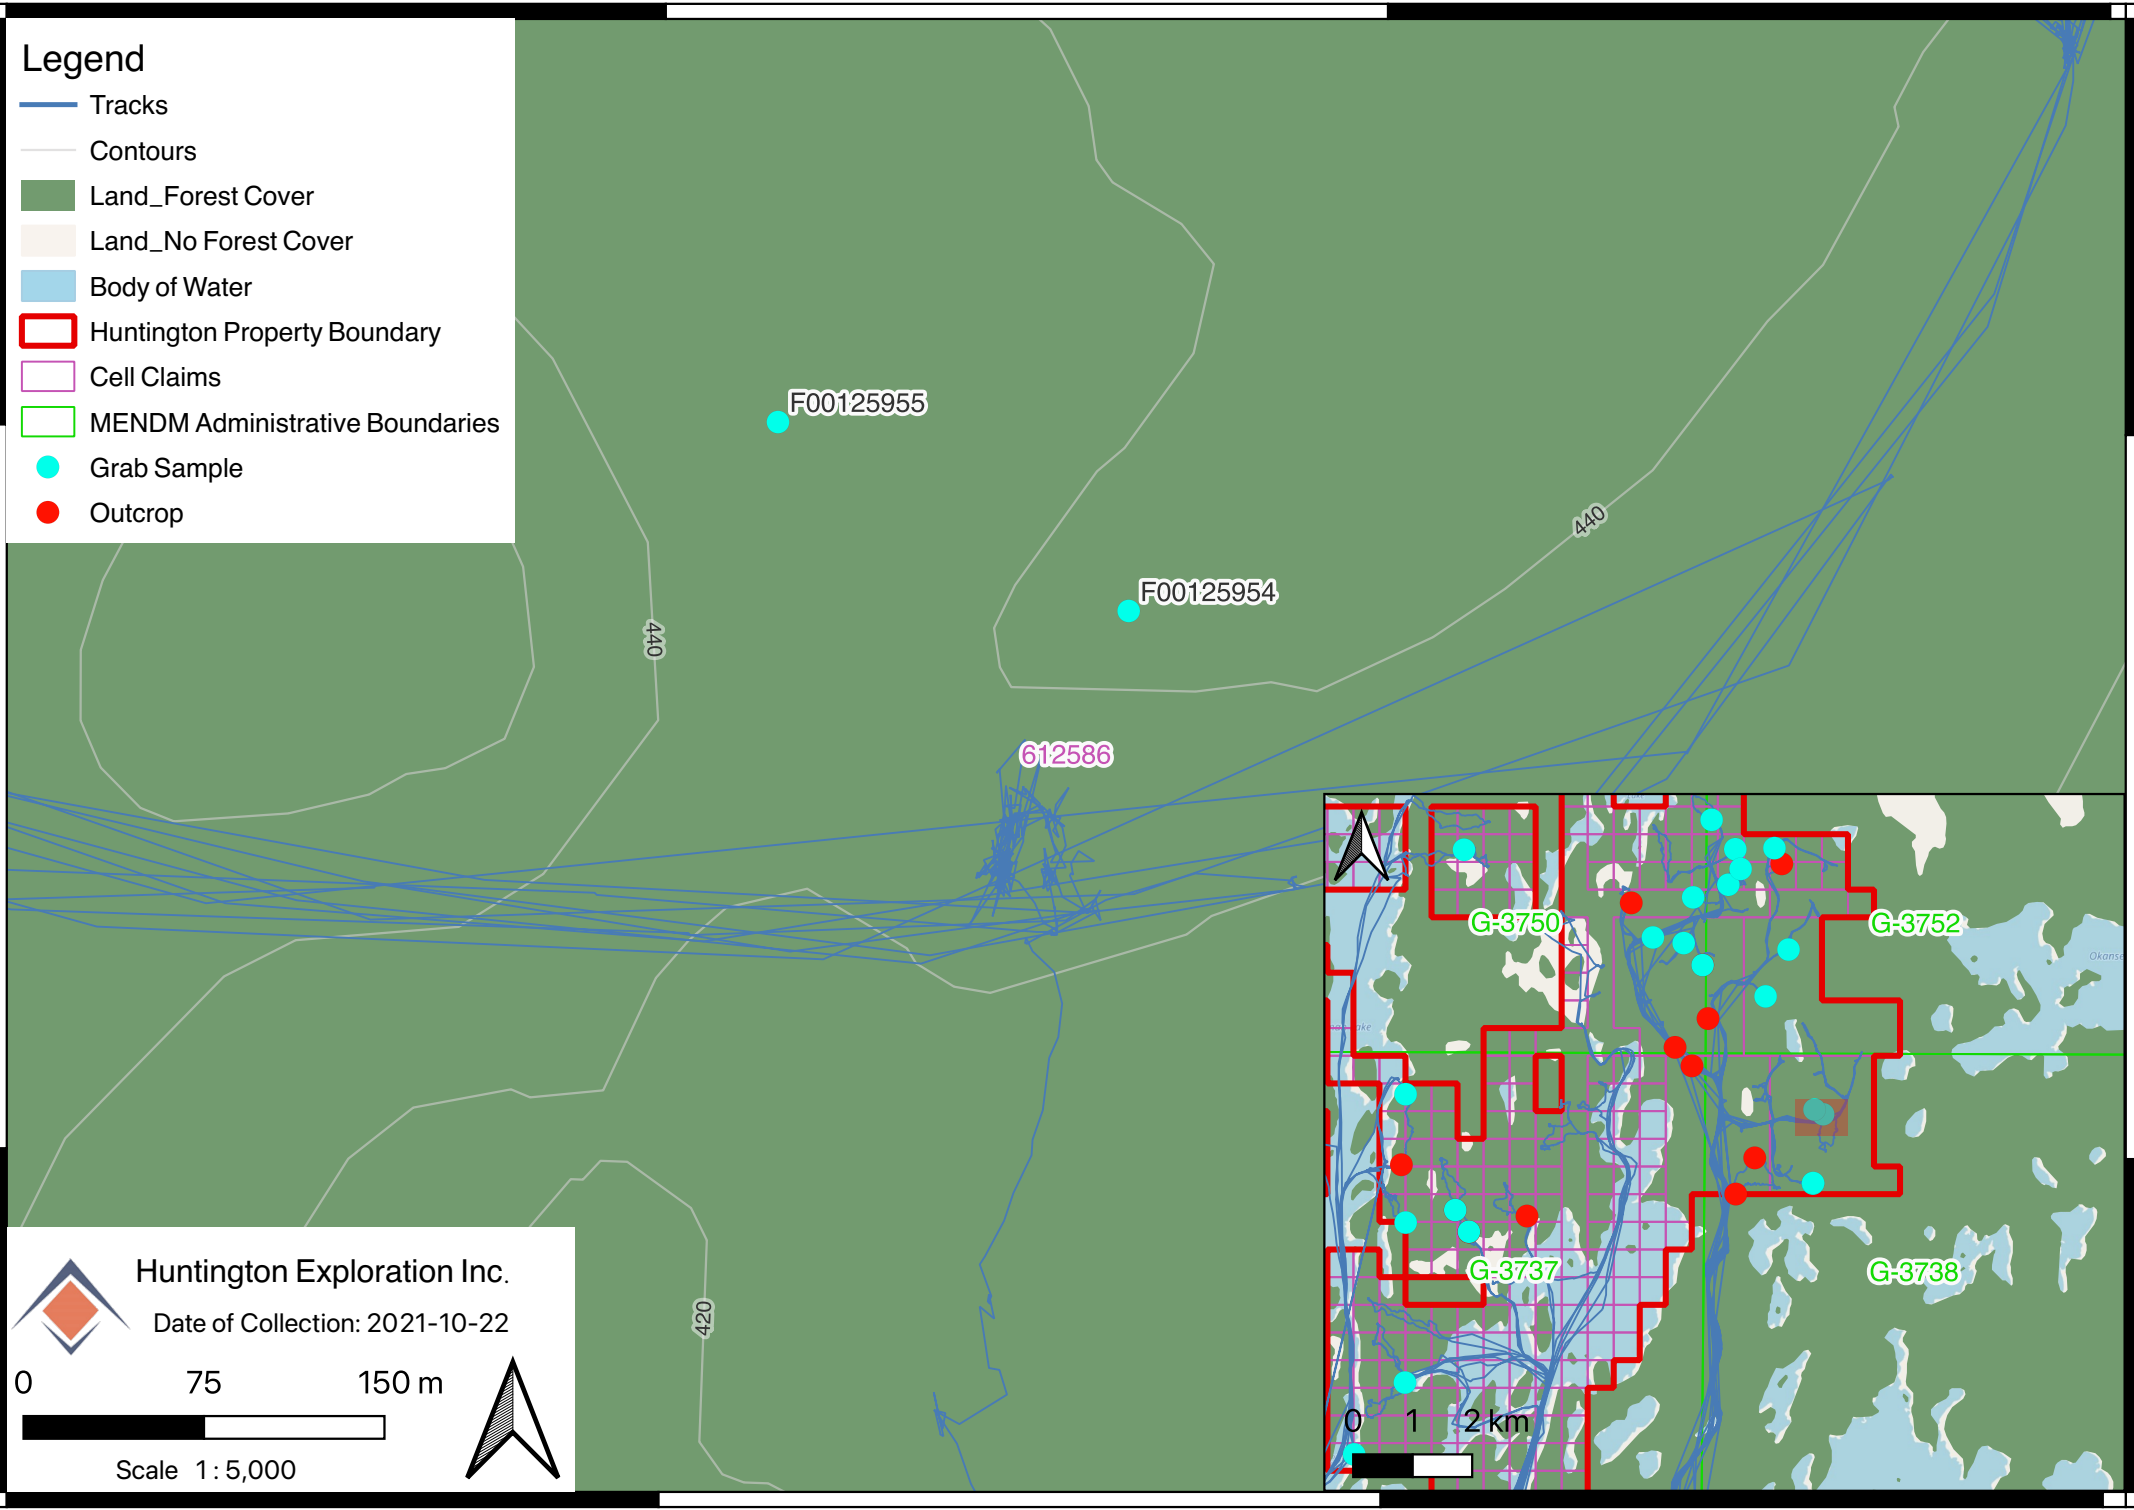 Legend
Tracks
Contours
Land_Forest Cover
Land_No Forest Cover
Body of Water
Huntington Property Boundary
Cell Claims
MENDM Administrative Boundaries
Grab Sample
Outcrop
F00125955
F00125954
440
440
612586
420
G-3750
G-3752
Okanse
G-3737
G-3738
0 1 2 km
Huntington Exploration Inc.
Date of Collection: 2021-10-22
0 75 150 m
Scale 1 : 5,000